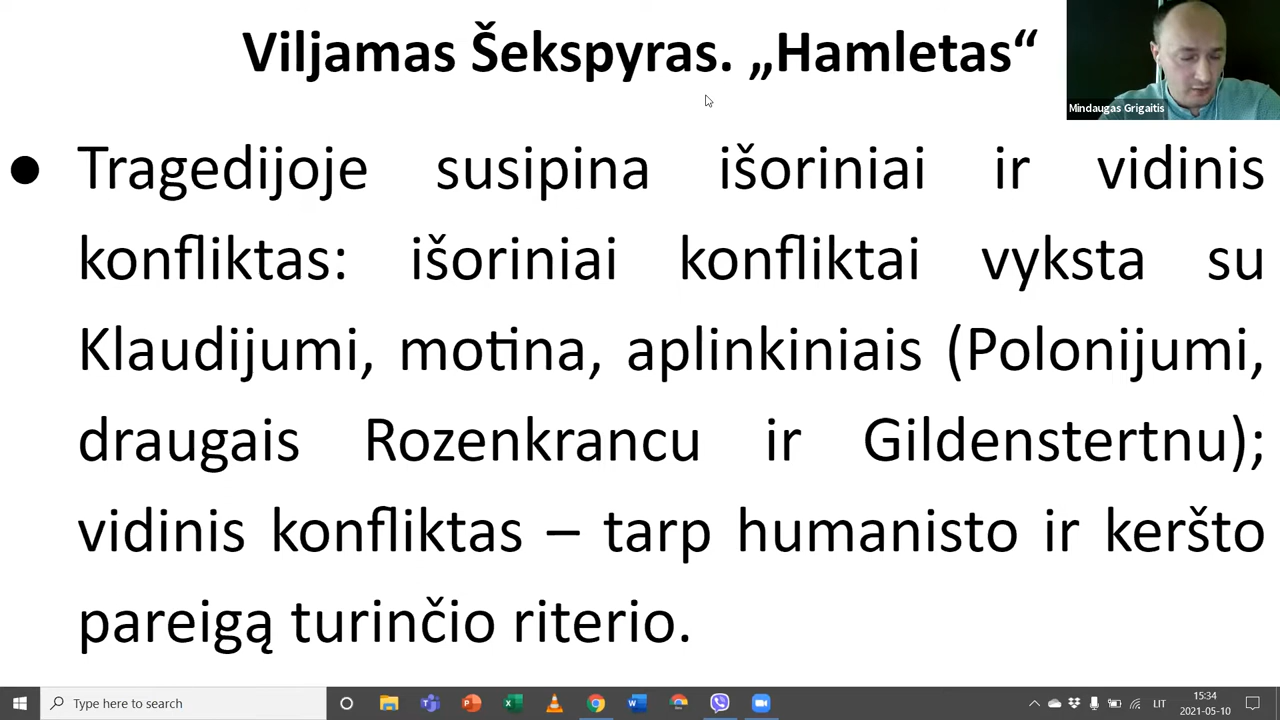 Viljamas Šekspyras. „Hamletas“
Mindaugas Grigaitis
● Tragedijoje susipina išoriniai ir vidinis
konfliktas: išoriniai konfliktai vyksta su
Klaudijumi, motina, aplinkiniais (Polonijumi,
draugais Rozenkrancu ir Gildenstertnu);
vidinis konfliktas – tarp humanisto ir keršto
pareigą turinčio riterio.
Type here to search
LIT
15:34
2021-05-10